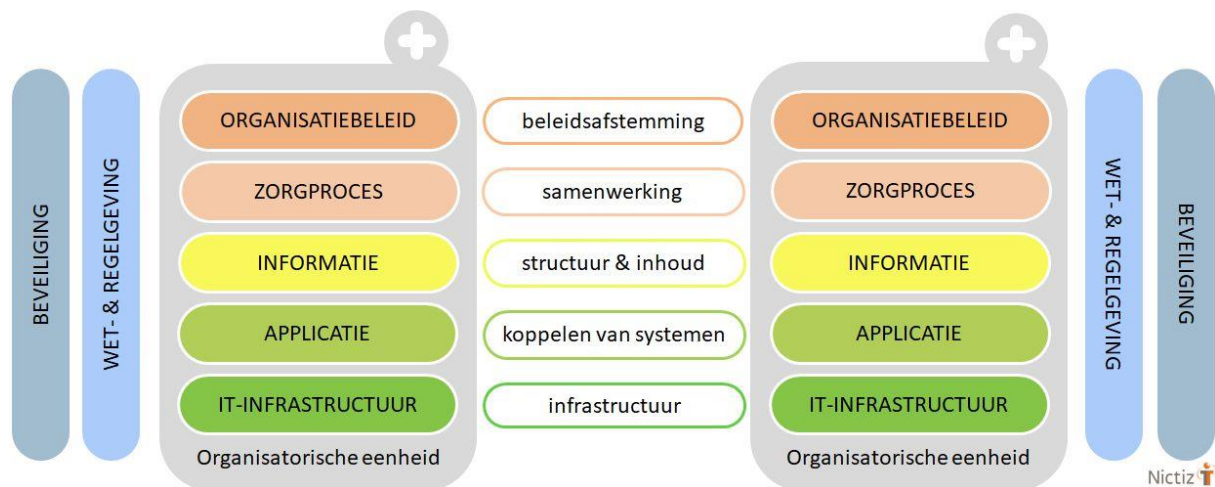 BEVEILIGING
WET- & REGELGEVING
ORGANISATIEBELEID
ZORGPROCES
INFORMATIE
APPLICATIE
IT-INFRASTRUCTUUR
Organisatorische eenheid
beleidsafstemming
samenwerking
structuur & inhoud
koppelen van systemen
infrastructuur
ORGANISATIEBELEID
ZORGPROCES
INFORMATIE
APPLICATIE
IT-INFRASTRUCTUUR
Organisatorische eenheid
WET- & REGELGEVING
BEVEILIGING
Nictiz